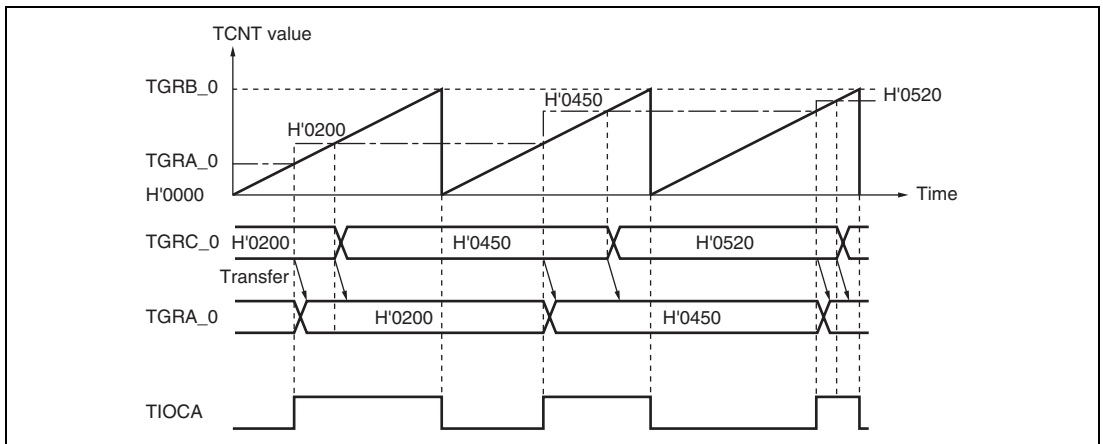 TCNT value
TGRB_0
H'0450
H'0520
H'0200
TGRA_0
H'0000
Time
TGRC_0 H'0200 H'0450 H'0520
Transfer
TGRA_0 H'0200 H'0450
TIOCA